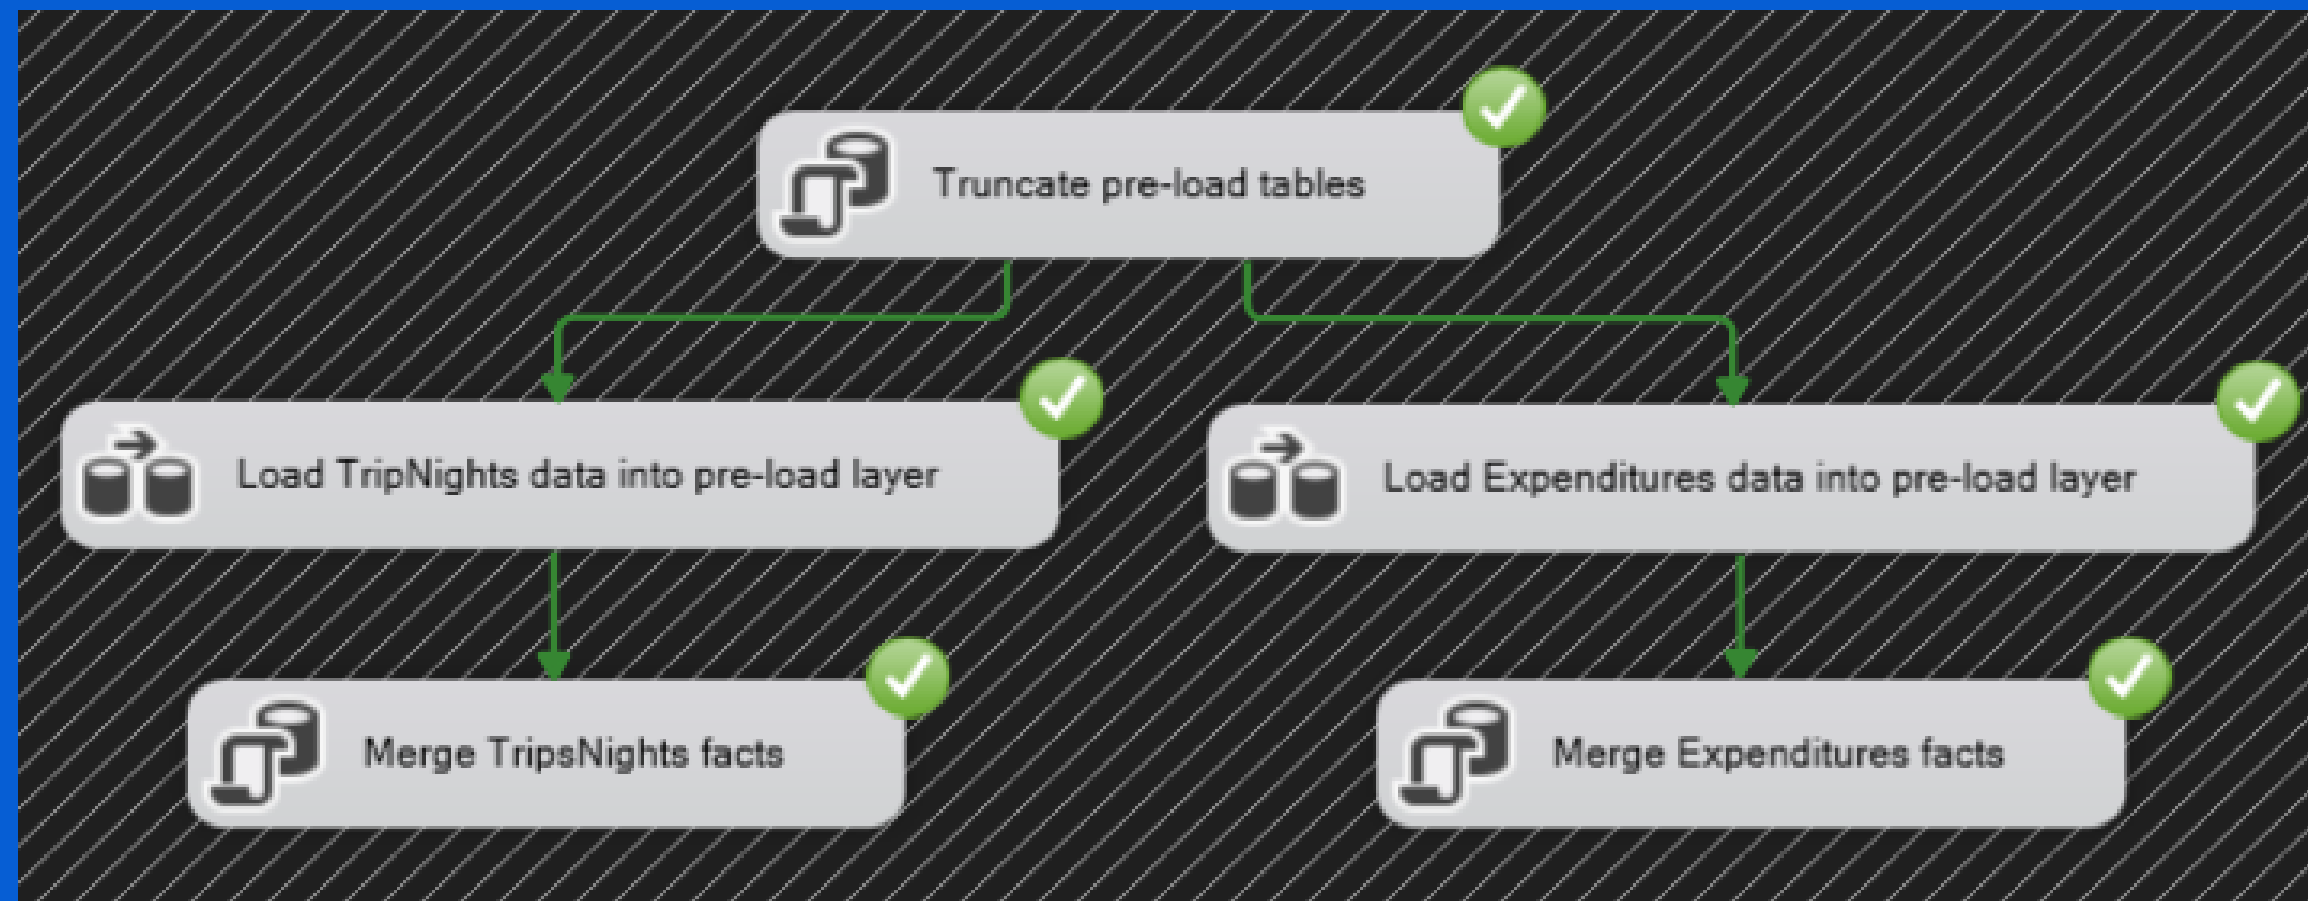 Truncate pre-load tables
Load TripNights data into pre-load layer
Load Expenditures data into pre-load layer
Merge TripsNights facts
Merge Expenditures facts